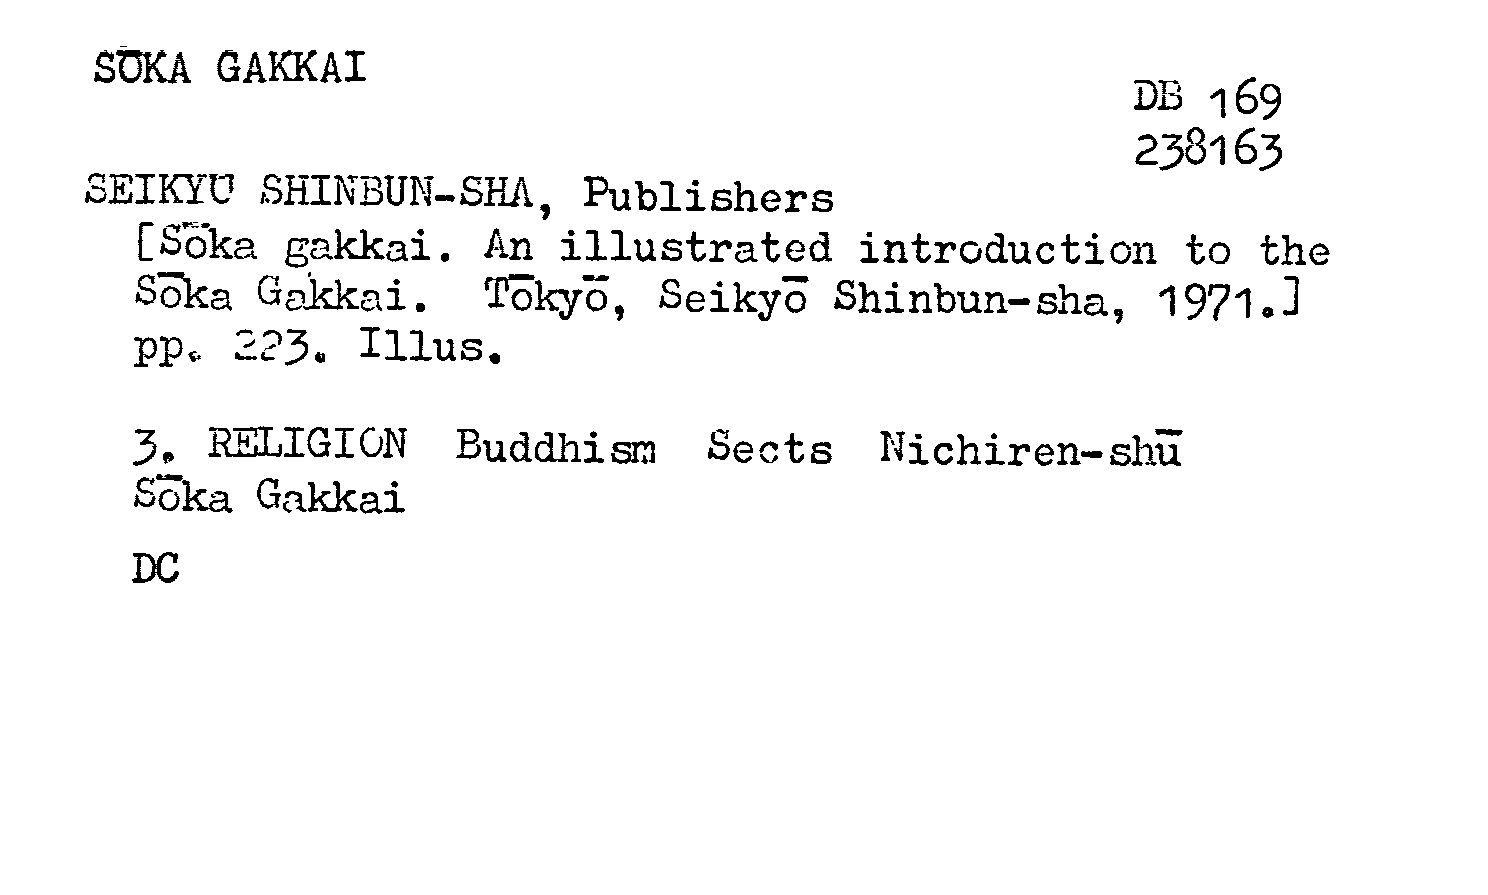 SŌKA GAKKAI
DB 169
238163
SEIKYŌ SHINBUN-SHA, Publishers
[Sōka gakkai. An illustrated introduction to the
Sōka Gakkai. Tōkyō, Seikyō Shinbun-sha, 1971.]
pp. 223. Illus.
3. RELIGION Buddhism Sects Nichiren-shū
Sōka Gakkai
DC